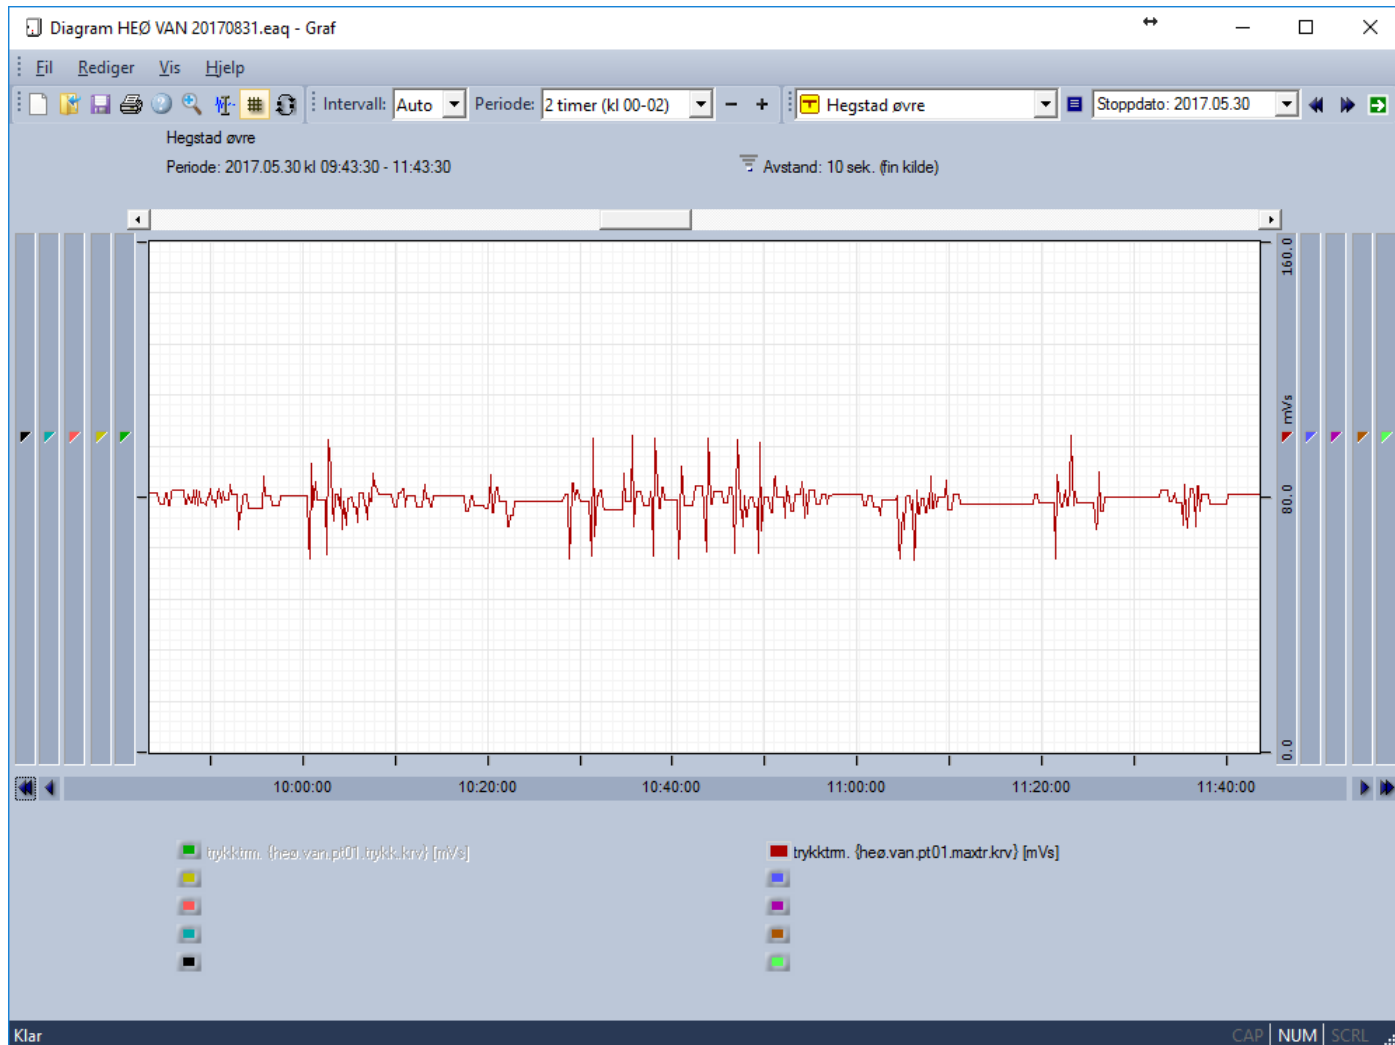 Diagram HEØ VAN 20170831.eaq - Graf
Fil Rediger Vis Hjelp
Intervall: Auto Periode: 2 timer (kl 00-02) Hegstad øvre Stoppdato: 2017.05.30
Hegstad øvre
Periode: 2017.05.30 kl 09:43:30 - 11:43:30 Avstand: 10 sek. (fin kilde)
160.0
mVs
80.0
0.0
10:00:00 10:20:00 10:40:00 11:00:00 11:20:00 11:40:00
trykktrm. {heø.van.pt01.trykk.krv} [mVs] trykktrm. {heø.van.pt01.maxtr.krv} [mVs]
Klar CAP NUM SCRL